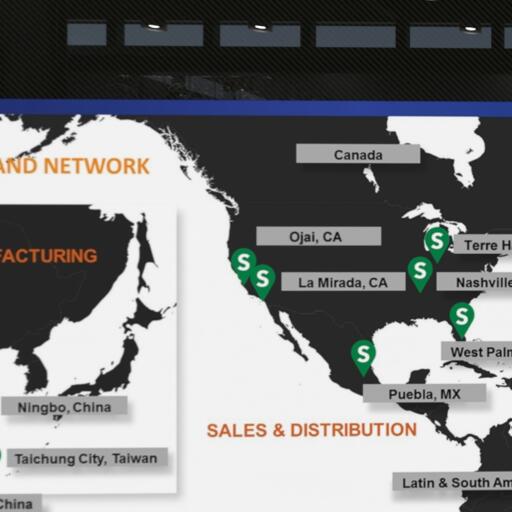 Canada
AND NETWORK
Ojai, CA
S
Terre H
FACTURING
S
S
S
La Mirada, CA
Nashville
S
West Palm
S
Puebla, MX
Ningbo, China
SALES & DISTRIBUTION
Taichung City, Taiwan
Latin & South Am
China